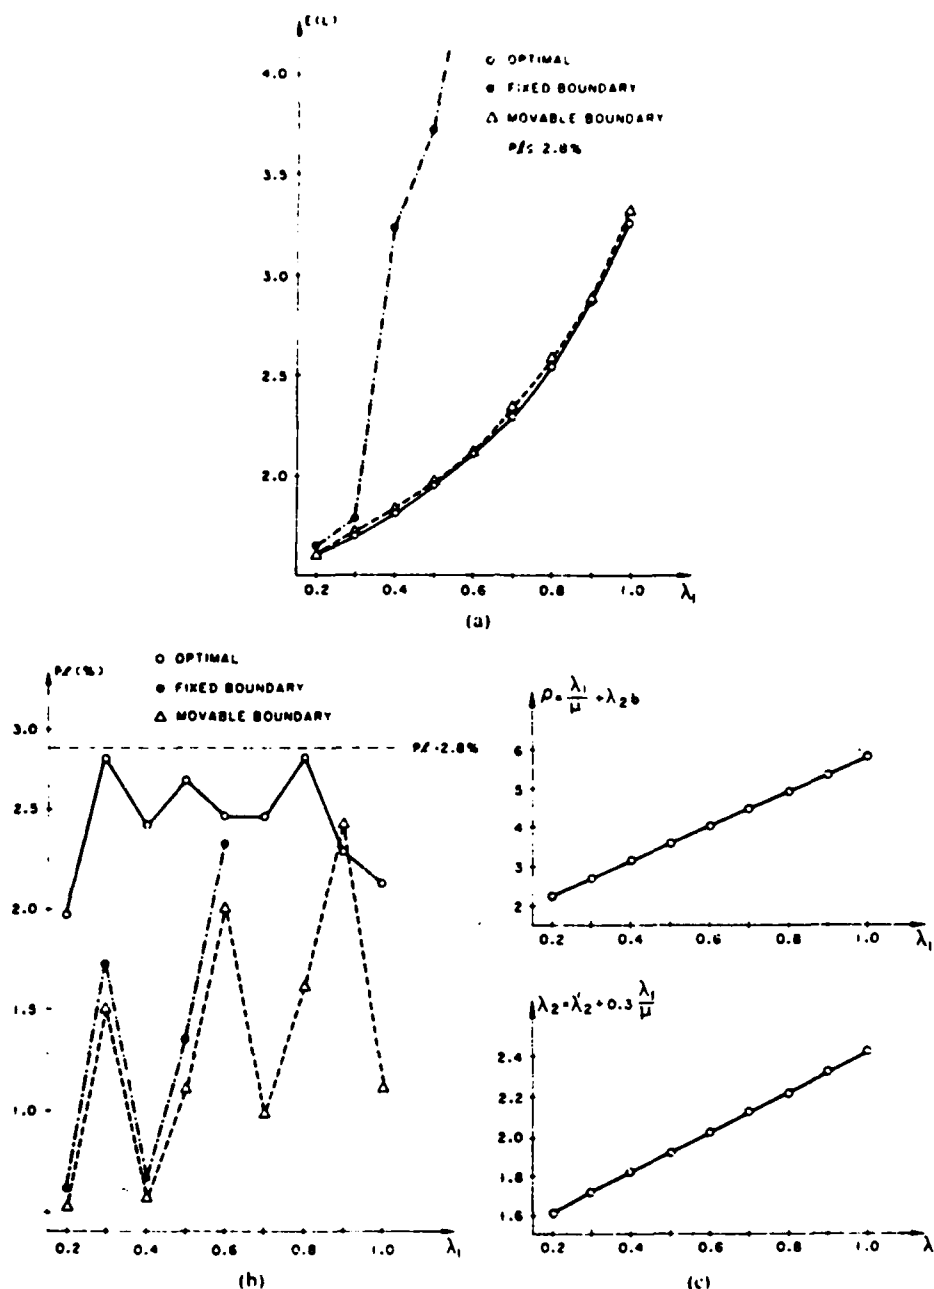 E(L)
4.0
3.5
3.0
2.5
2.0
○ OPTIMAL
● FIXED BOUNDARY
△ MOVABLE BOUNDARY
Pℓ≤ 2.8%
0.2 0.4 0.6 0.8 1.0 λ₁
(a)
Pℓ(%)
○ OPTIMAL
● FIXED BOUNDARY
△ MOVABLE BOUNDARY
3.0
2.5
2.0
1.5
1.0
Pℓ=2.8%
0.2 0.4 0.6 0.8 1.0 λ₁
(b)
ρ = λ₁/μ + λ₂b
6
5
4
3
2
0.2 0.4 0.6 0.8 1.0 λ₁
λ₂ = λ₂' + 0.3 λ₁/μ
2.4
2.2
2.0
1.8
1.6
0.2 0.4 0.6 0.8 1.0 λ
(c)